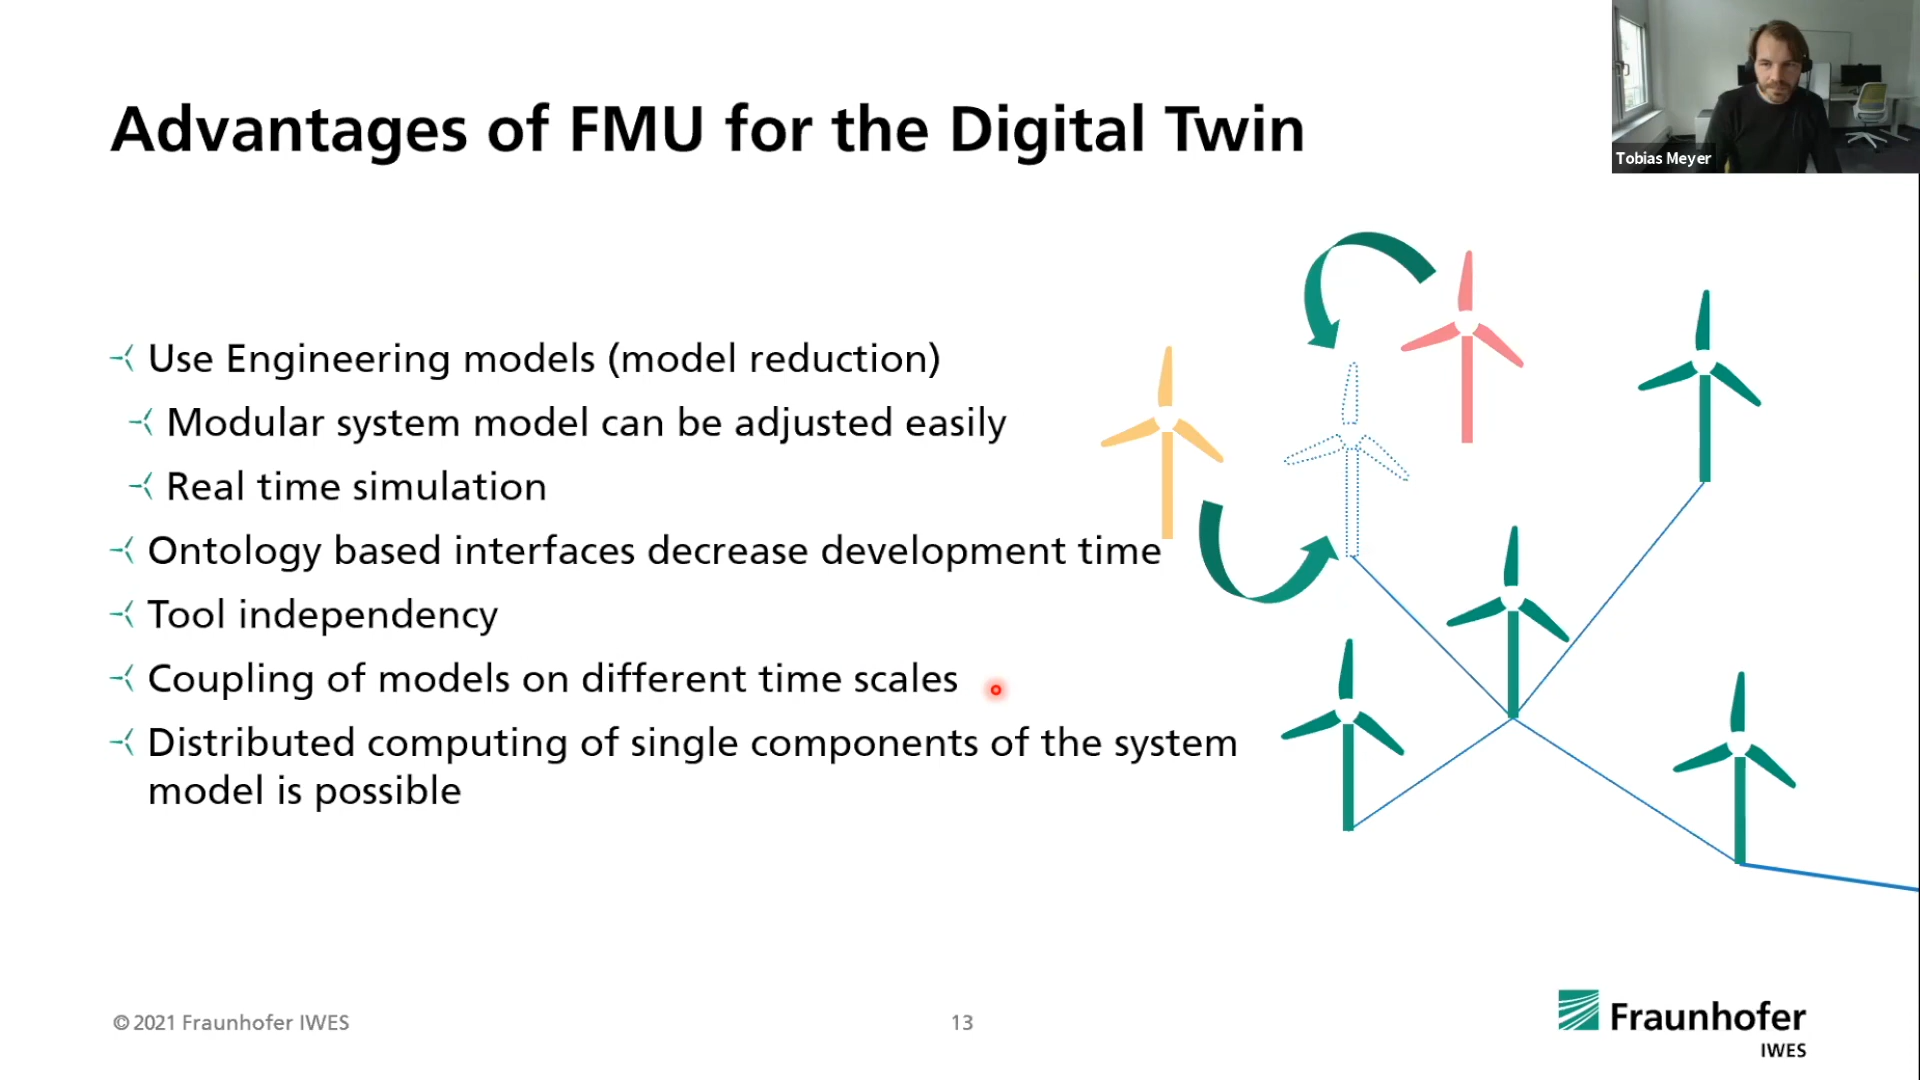 Advantages of FMU for the Digital Twin
Tobias Meyer
Use Engineering models (model reduction)
Modular system model can be adjusted easily
Real time simulation
Ontology based interfaces decrease development time
Tool independency
Coupling of models on different time scales
Distributed computing of single components of the system
model is possible
© 2021 Fraunhofer IWES
13
Fraunhofer
IWES